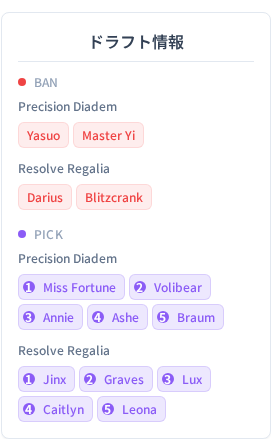 ドラフト情報
BAN
Precision Diadem
Yasuo Master Yi
Resolve Regalia
Darius Blitzcrank
PICK
Precision Diadem
1 Miss Fortune 2 Volibear
3 Annie 4 Ashe 5 Braum
Resolve Regalia
1 Jinx 2 Graves 3 Lux
4 Caitlyn 5 Leona